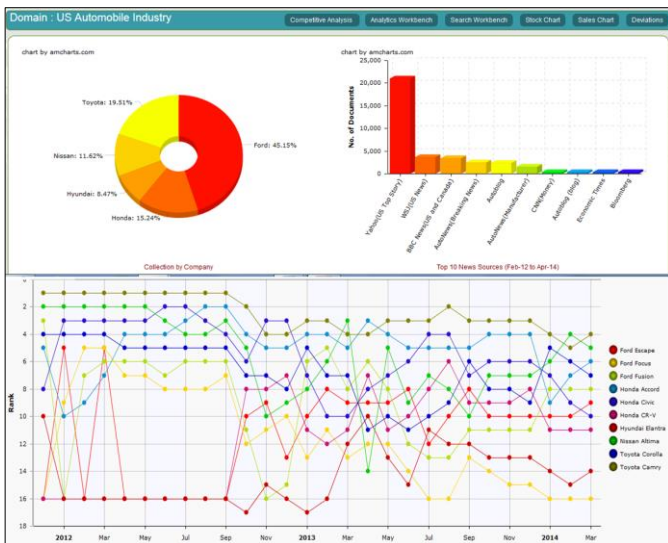 Domain : US Automobile Industry
Competitive Analysis
Analytics Workbench
Search Workbench
Stock Chart
Sales Chart
Deviations
chart by amcharts.com
Toyota: 19.51%
Nissan: 11.62%
Hyundai: 8.47%
Honda: 15.24%
Ford: 45.15%
Collection by Company
chart by amcharts.com
No. of Documents
25,000
20,000
15,000
10,000
5,000
0
Yahoo(US Top Story)
WSJ(US News)
BBC News(US and Canada)
AutoNews(Breaking News)
Autoblog
AutoNews(Manufacturer)
CNN(Money)
Autoblog (blog)
Economic Times
Bloomberg
Top 10 News Sources (Feb-12 to Apr-14)
Rank
2
4
6
8
10
12
14
16
18
2012
Mar
May
Jul
Sep
Nov
2013
Mar
May
Jul
Sep
Nov
2014
Mar
Ford Escape
Ford Focus
Ford Fusion
Honda Accord
Honda Civic
Honda CR-V
Hyundai Elantra
Nissan Altima
Toyota Corolla
Toyota Camry